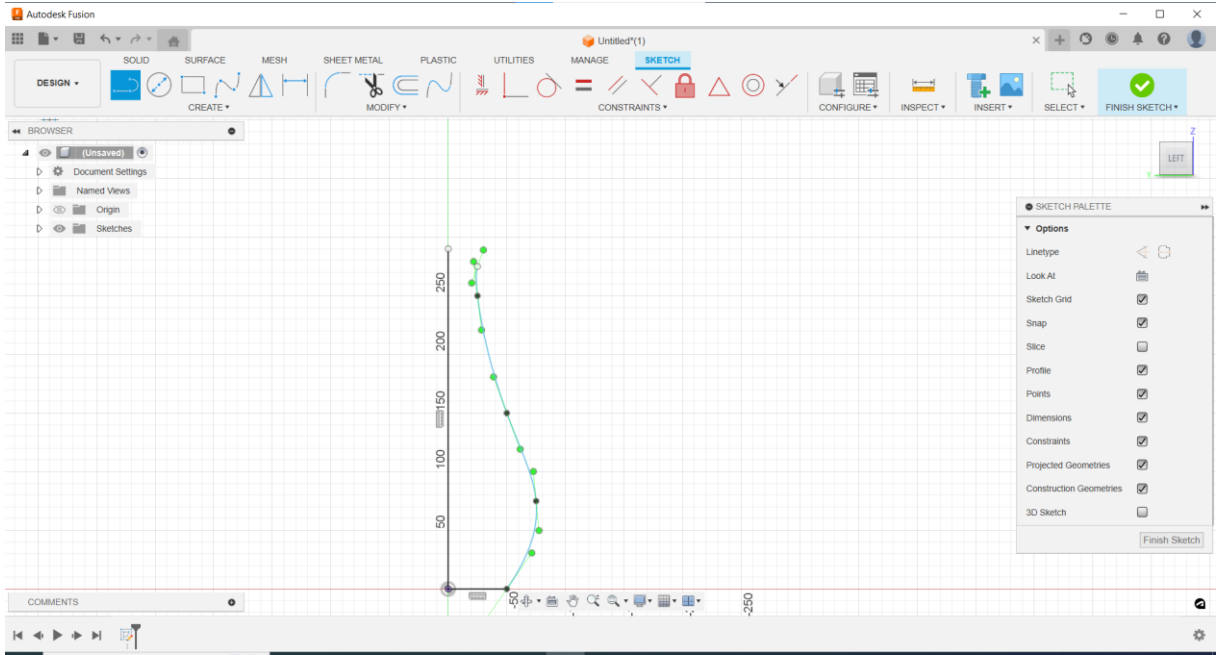 Autodesk Fusion
Untitled*(1)
SOLID SURFACE MESH SHEET METAL PLASTIC UTILITIES MANAGE SKETCH
DESIGN
CREATE MODIFY CONSTRAINTS CONFIGURE INSPECT INSERT SELECT FINISH SKETCH
BROWSER
(Unsaved)
Document Settings
Named Views
Origin
Sketches
Z
LEFT
Y
SKETCH PALETTE
Options
Linetype
Look At
Sketch Grid
Snap
Slice
Profile
Points
Dimensions
Constraints
Projected Geometries
Construction Geometries
3D Sketch
Finish Sketch
250
200
150
100
50
-50
-250
COMMENTS